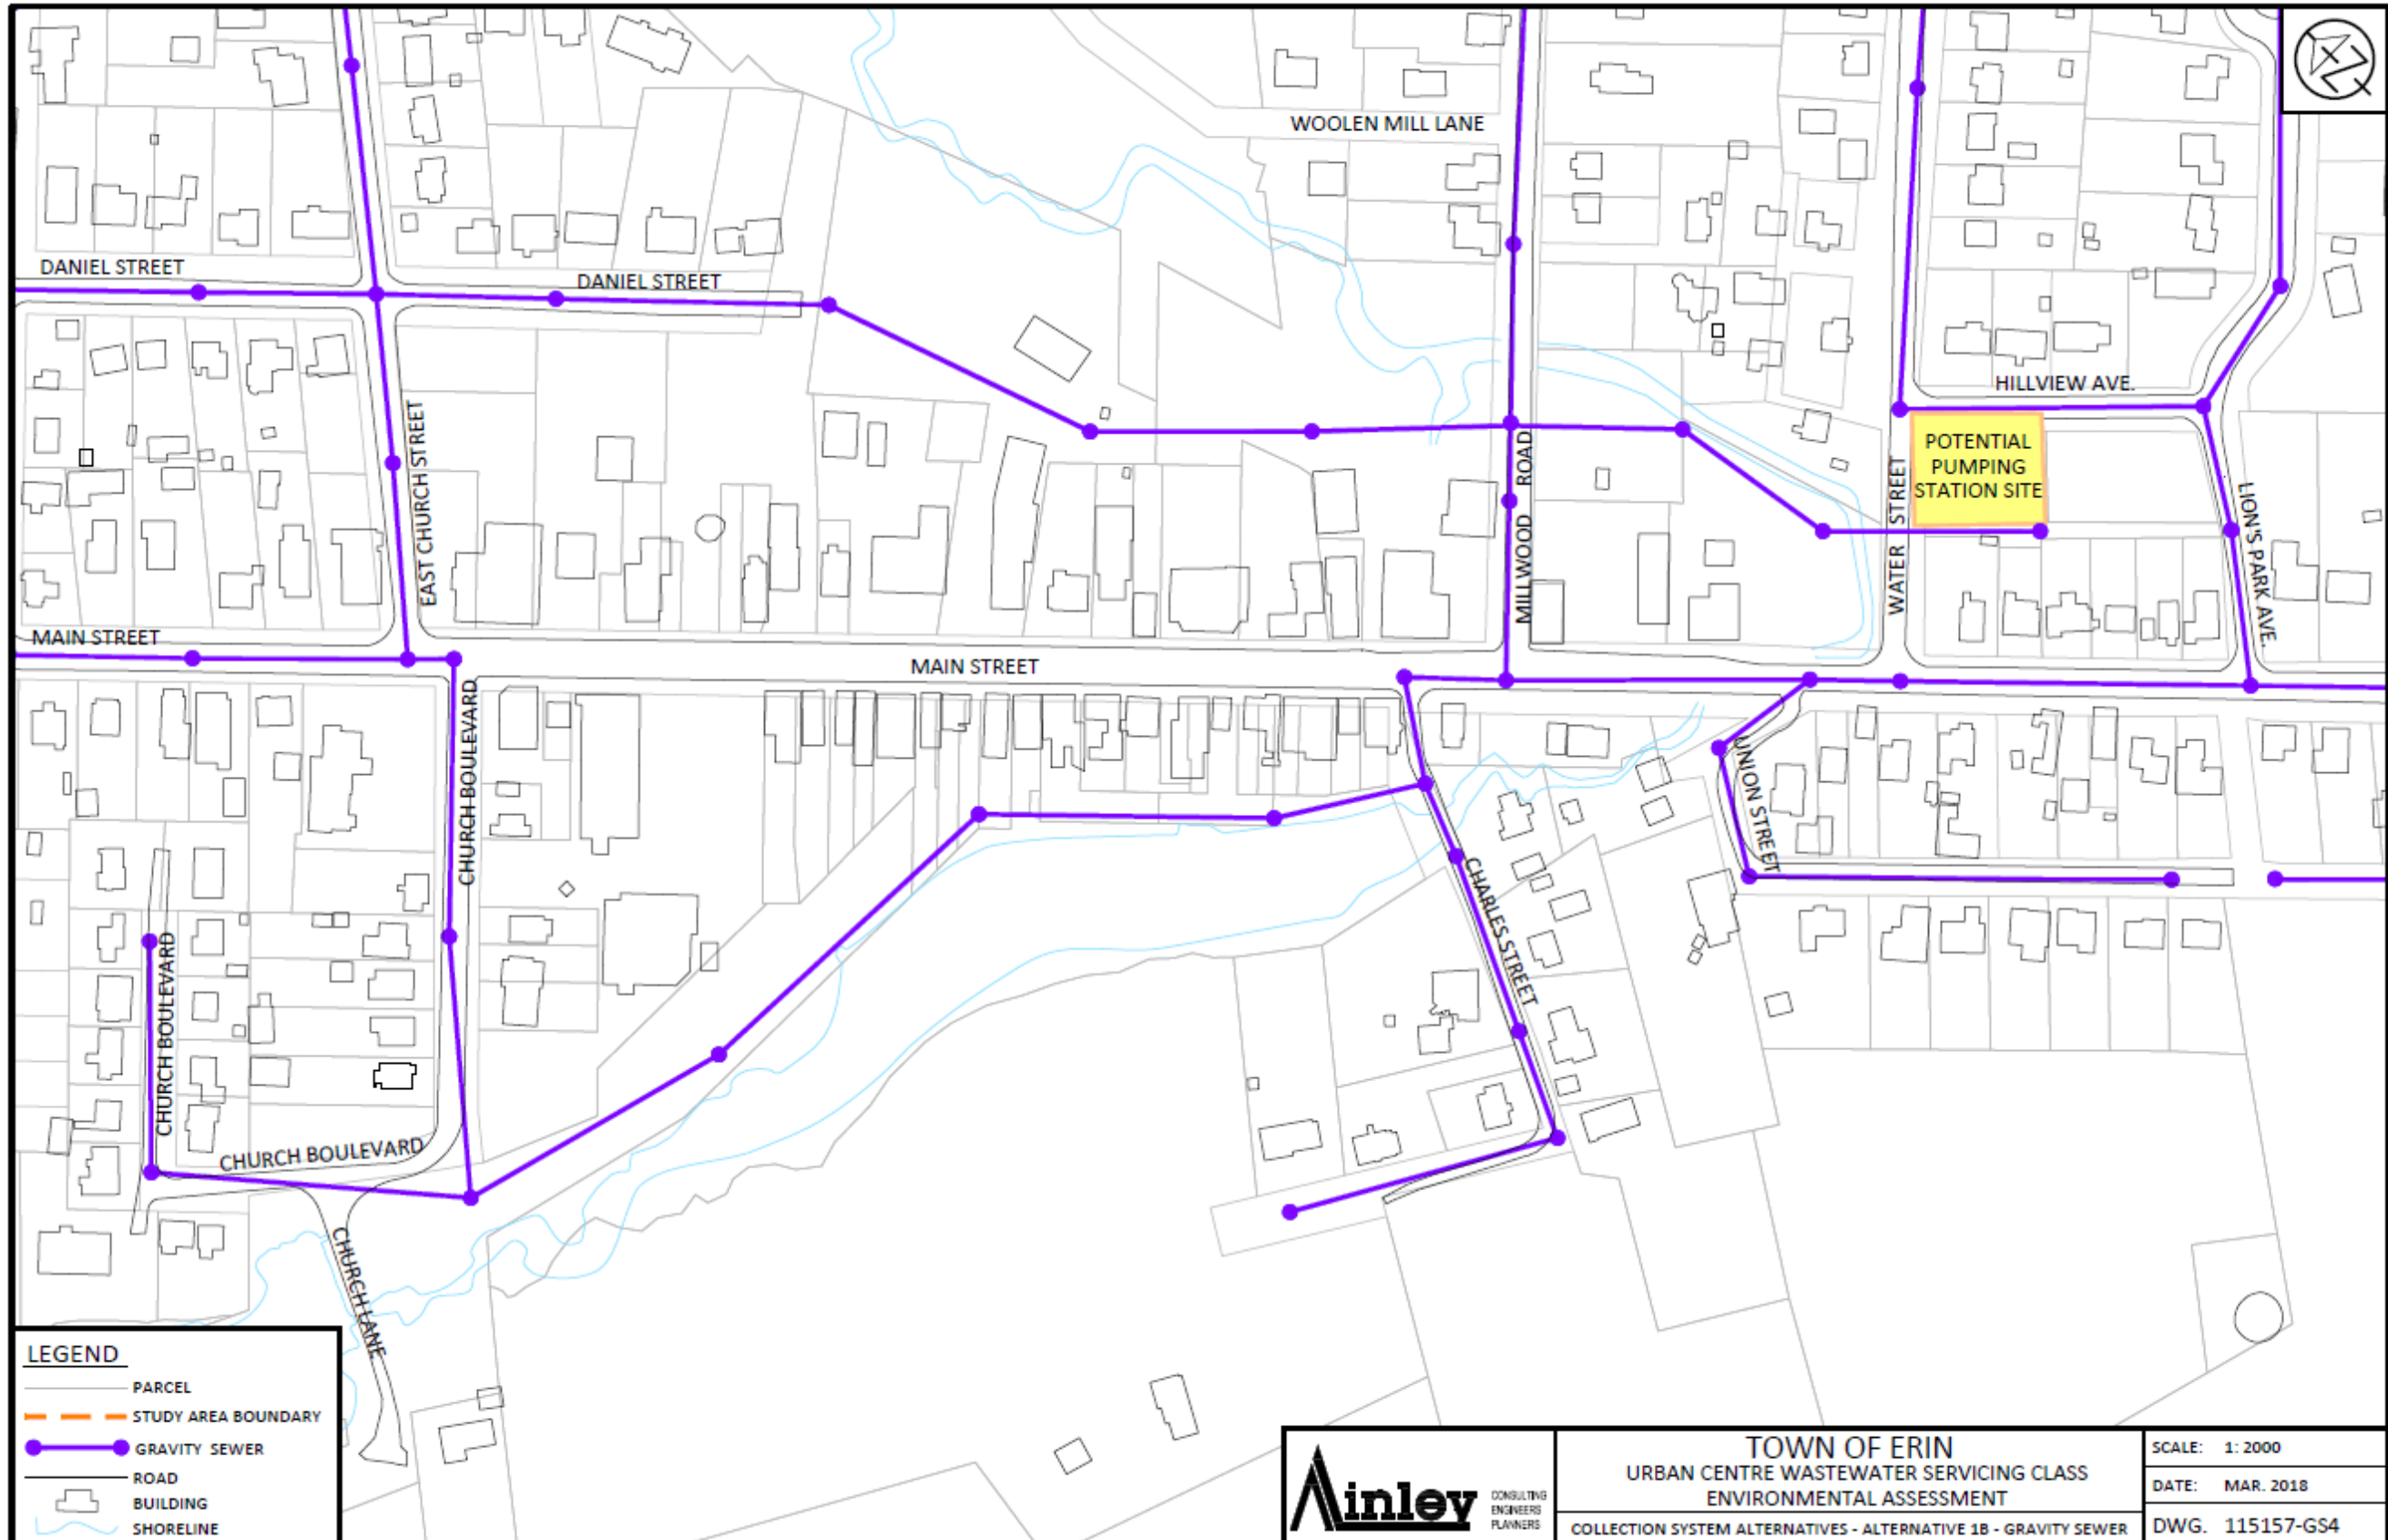 WOOLEN MILL LANE
DANIEL STREET
DANIEL STREET
HILLVIEW AVE.
POTENTIAL
PUMPING
STATION SITE
EAST CHURCH STREET
MILLWOOD ROAD
WATER STREET
LION'S PARK AVE.
MAIN STREET
MAIN STREET
CHURCH BOULEVARD
UNION STREET
CHARLES STREET
CHURCH BOULEVARD
CHURCH BOULEVARD
CHURCH LANE
LEGEND
PARCEL
STUDY AREA BOUNDARY
GRAVITY SEWER
ROAD
BUILDING
SHORELINE
Ainley
CONSULTING
ENGINEERS
PLANNERS
TOWN OF ERIN
URBAN CENTRE WASTEWATER SERVICING CLASS
ENVIRONMENTAL ASSESSMENT
COLLECTION SYSTEM ALTERNATIVES - ALTERNATIVE 1B - GRAVITY SEWER
SCALE: 1: 2000
DATE: MAR. 2018
DWG. 115157-GS4